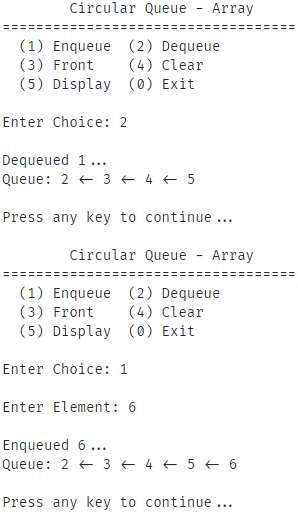 Circular Queue - Array
===================================
(1) Enqueue (2) Dequeue
(3) Front (4) Clear
(5) Display (0) Exit
Enter Choice: 2
Dequeued 1...
Queue: 2 ← 3 ← 4 ← 5
Press any key to continue...
Circular Queue - Array
===================================
(1) Enqueue (2) Dequeue
(3) Front (4) Clear
(5) Display (0) Exit
Enter Choice: 1
Enter Element: 6
Enqueued 6...
Queue: 2 ← 3 ← 4 ← 5 ← 6
Press any key to continue...